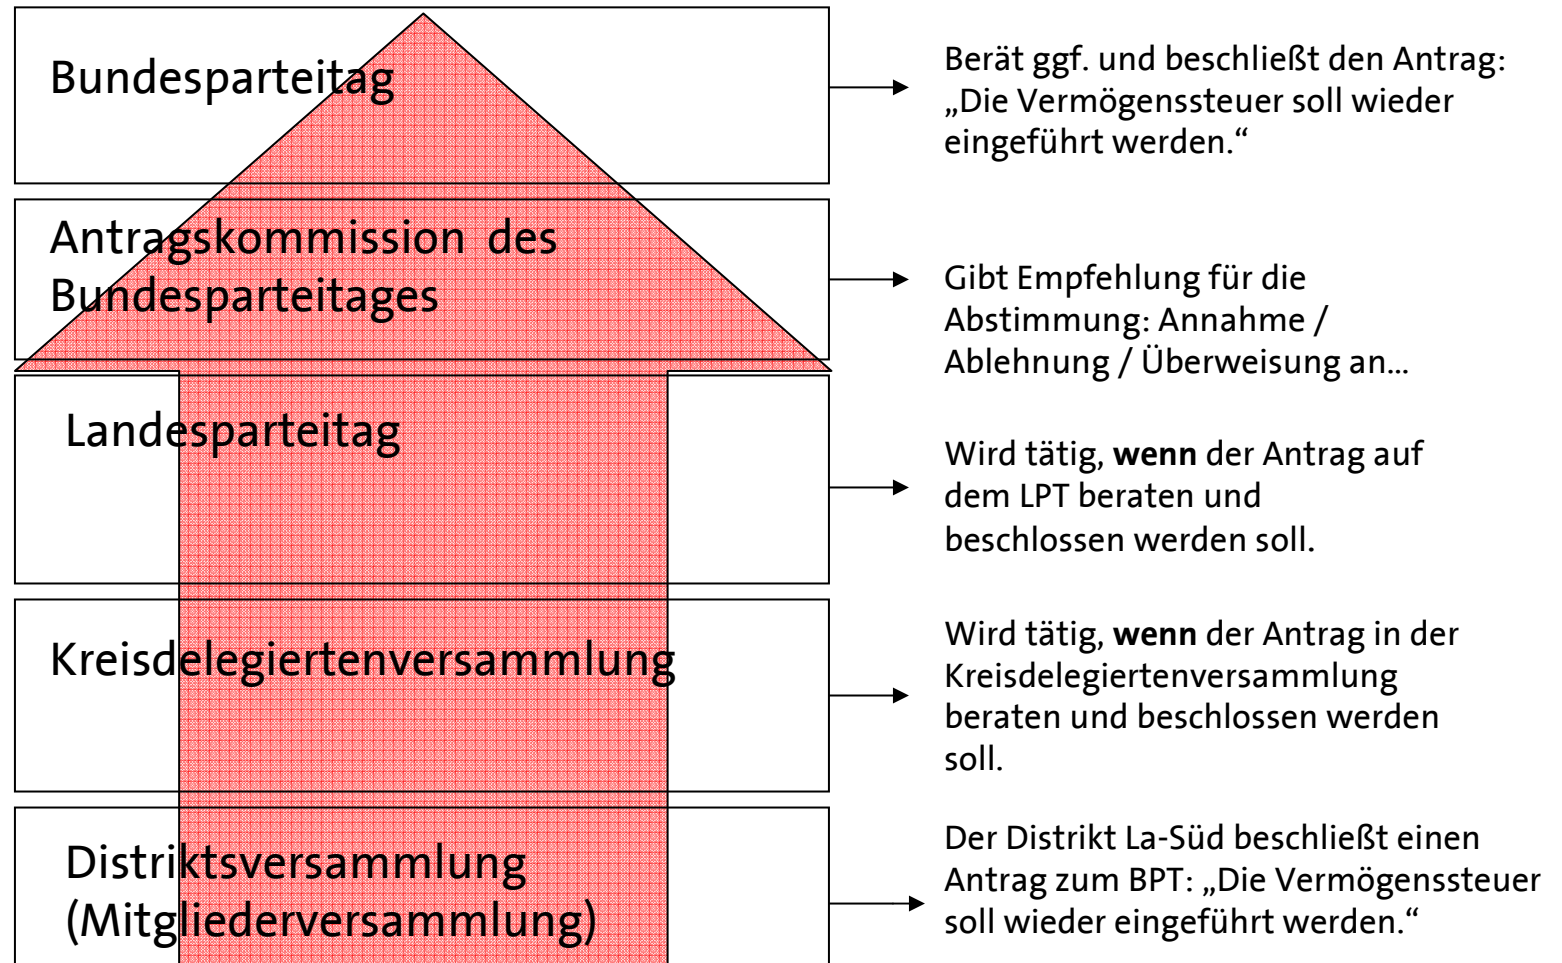 Bundesparteitag
Berät ggf. und beschließt den Antrag:
„Die Vermögenssteuer soll wieder
eingeführt werden.“
Antragskommission des
Bundesparteitages
Gibt Empfehlung für die
Abstimmung: Annahme /
Ablehnung / Überweisung an…
Landesparteitag
Wird tätig, wenn der Antrag auf
dem LPT beraten und
beschlossen werden soll.
Kreisdelegiertenversammlung
Wird tätig, wenn der Antrag in der
Kreisdelegiertenversammlung
beraten und beschlossen werden
soll.
Distriktsversammlung
(Mitgliederversammlung)
Der Distrikt La-Süd beschließt einen
Antrag zum BPT: „Die Vermögenssteuer
soll wieder eingeführt werden.“